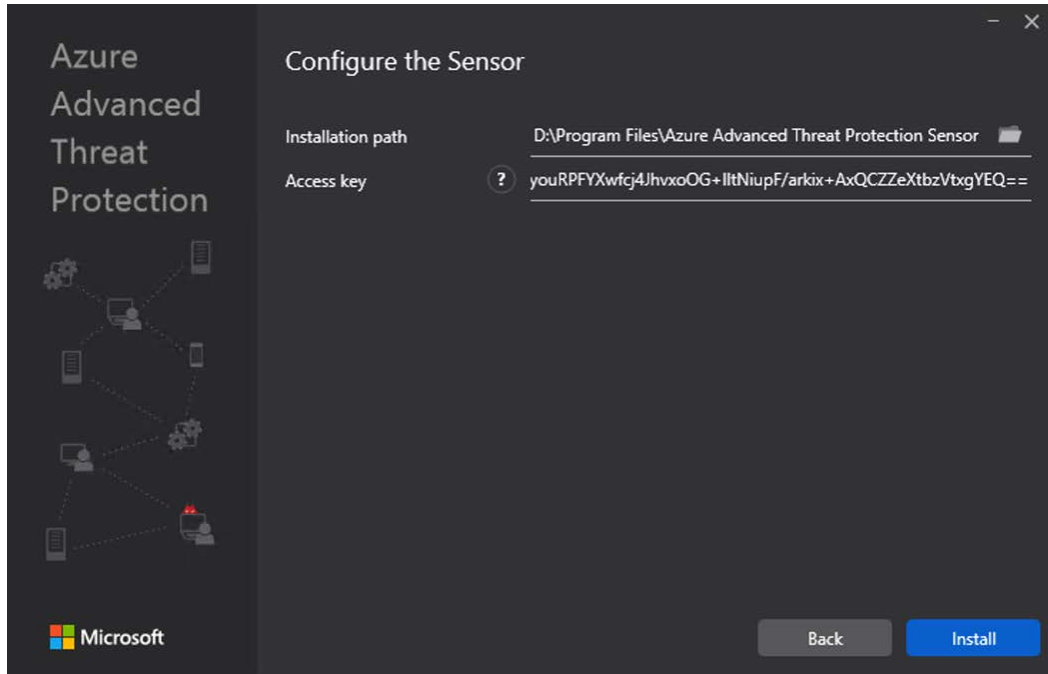 Azure
Advanced
Threat
Protection
Configure the Sensor
Installation path D:\Program Files\Azure Advanced Threat Protection Sensor
Access key ? youRPFYXwfcj4JhvxoOG+IltNiupF/arkix+AxQCZZeXtbzVtxgYEQ==
Microsoft
Back Install